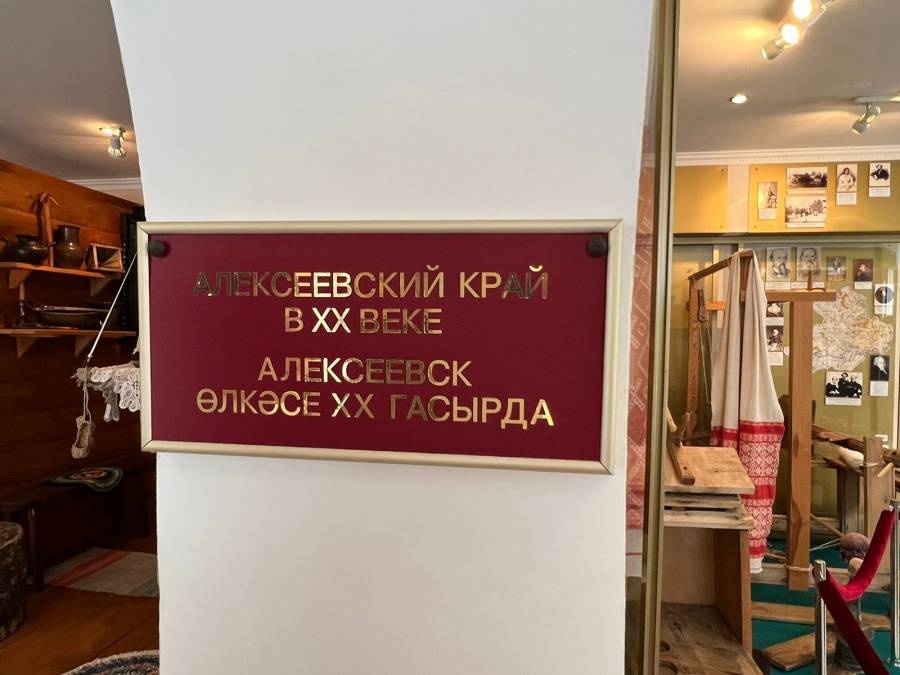 АЛЕКСЕЕВСКИЙ КРАЙ
В XX ВЕКЕ
АЛЕКСЕЕВСК
ӨЛКӘСЕ XX ГАСЫРДА